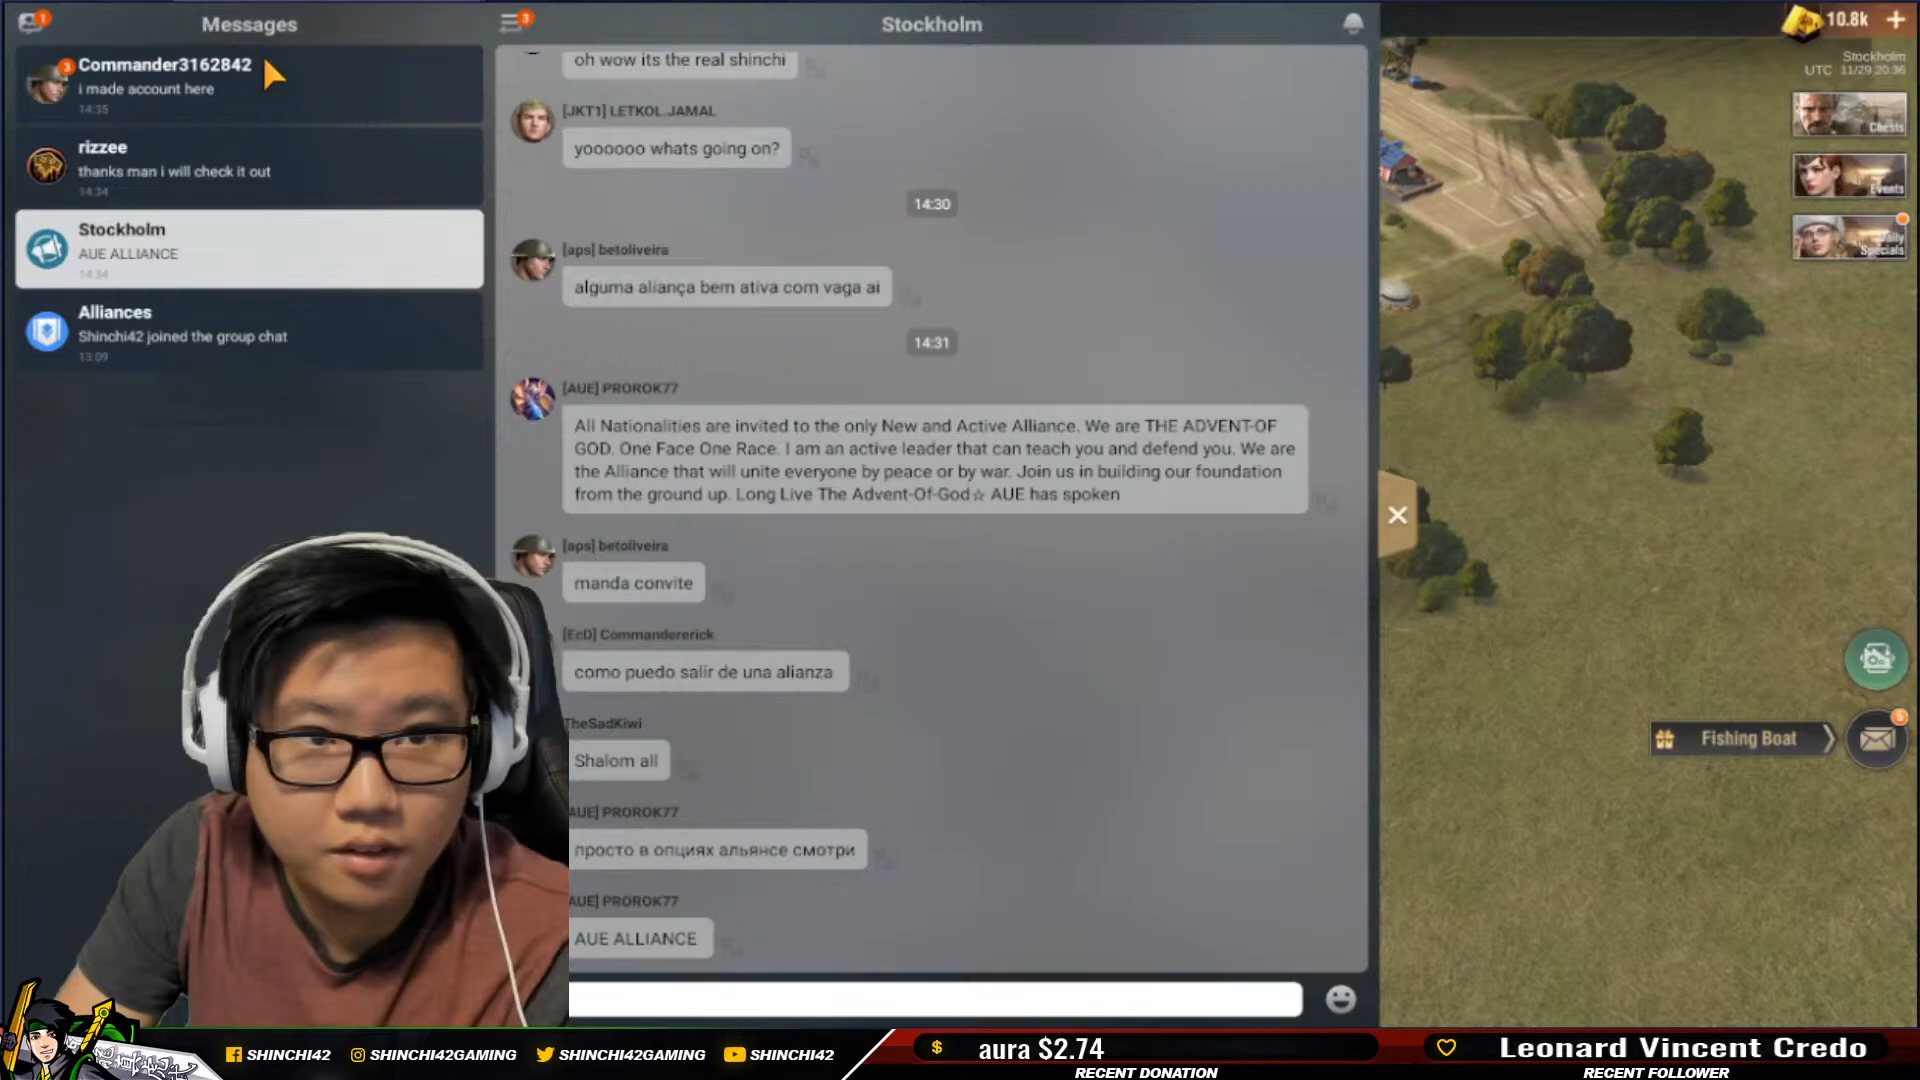 1
Messages
3
Commander3162842
i made account here
14:35
rizzee
thanks man i will check it out
14:34
Stockholm
AUE ALLIANCE
14:34
Alliances
Shinchi42 joined the group chat
13:09
3
Stockholm
oh wow its the real shinchi
[JKT1] LETKOL.JAMAL
yoooooo whats going on?
14:30
[aps] betoliveira
alguma aliança bem ativa com vaga ai
14:31
[AUE] PROROK77
All Nationalities are invited to the only New and Active Alliance. We are THE ADVENT-OF
GOD. One Face One Race. I am an active leader that can teach you and defend you. We are
the Alliance that will unite everyone by peace or by war. Join us in building our foundation
from the ground up. Long Live The Advent-Of-God☆ AUE has spoken
[aps] betoliveira
manda convite
[EcD] Commandererick
como puedo salir de una alianza
TheSadKiwi
Shalom all
AUE] PROROK77
просто в опциях альянсе смотри
AUE] PROROK77
AUE ALLIANCE
10.8k +
Stockholm
UTC 11/29 20:36
Chests
Events
Daily
Specials
Fishing Boat
5
SHINCHI42
SHINCHI42GAMING
SHINCHI42GAMING
SHINCHI42
$ aura $2.74
RECENT DONATION
Leonard Vincent Credo
RECENT FOLLOWER